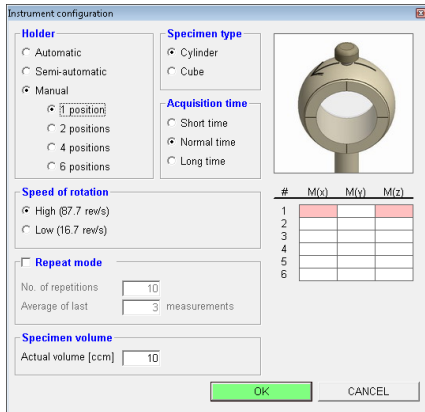 Instrument configuration
Holder
Automatic
Semi-automatic
Manual
1 position
2 positions
4 positions
6 positions
Specimen type
Cylinder
Cube
Acquisition time
Short time
Normal time
Long time
Speed of rotation
High (87.7 rev/s)
Low (16.7 rev/s)
# M(x) M(y) M(z)
1
2
3
4
5
6
Repeat mode
No. of repetitions 10
Average of last 3 measurements
Specimen volume
Actual volume [ccm] 10
OK CANCEL